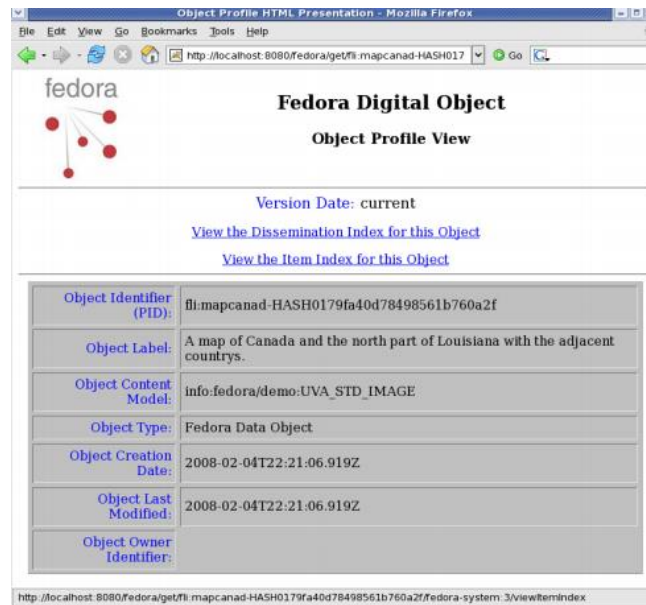 Object Profile HTML Presentation - Mozilla Firefox
File Edit View Go Bookmarks Tools Help
http://localhost:8080/fedora/get/fli:mapcanad-HASH017 Go
fedora
Fedora Digital Object
Object Profile View
Version Date: current
View the Dissemination Index for this Object
View the Item Index for this Object
Object Identifier
(PID): fli:mapcanad-HASH0179fa40d78498561b760a2f
Object Label: A map of Canada and the north part of Louisiana with the adjacent
countrys.
Object Content
Model: info:fedora/demo:UVA_STD_IMAGE
Object Type: Fedora Data Object
Object Creation
Date: 2008-02-04T22:21:06.919Z
Object Last
Modified: 2008-02-04T22:21:06.919Z
Object Owner
Identifier:
http://localhost:8080/fedora/get/fli:mapcanad-HASH0179fa40d78498561b760a2f/fedora-system:3/viewItemIndex